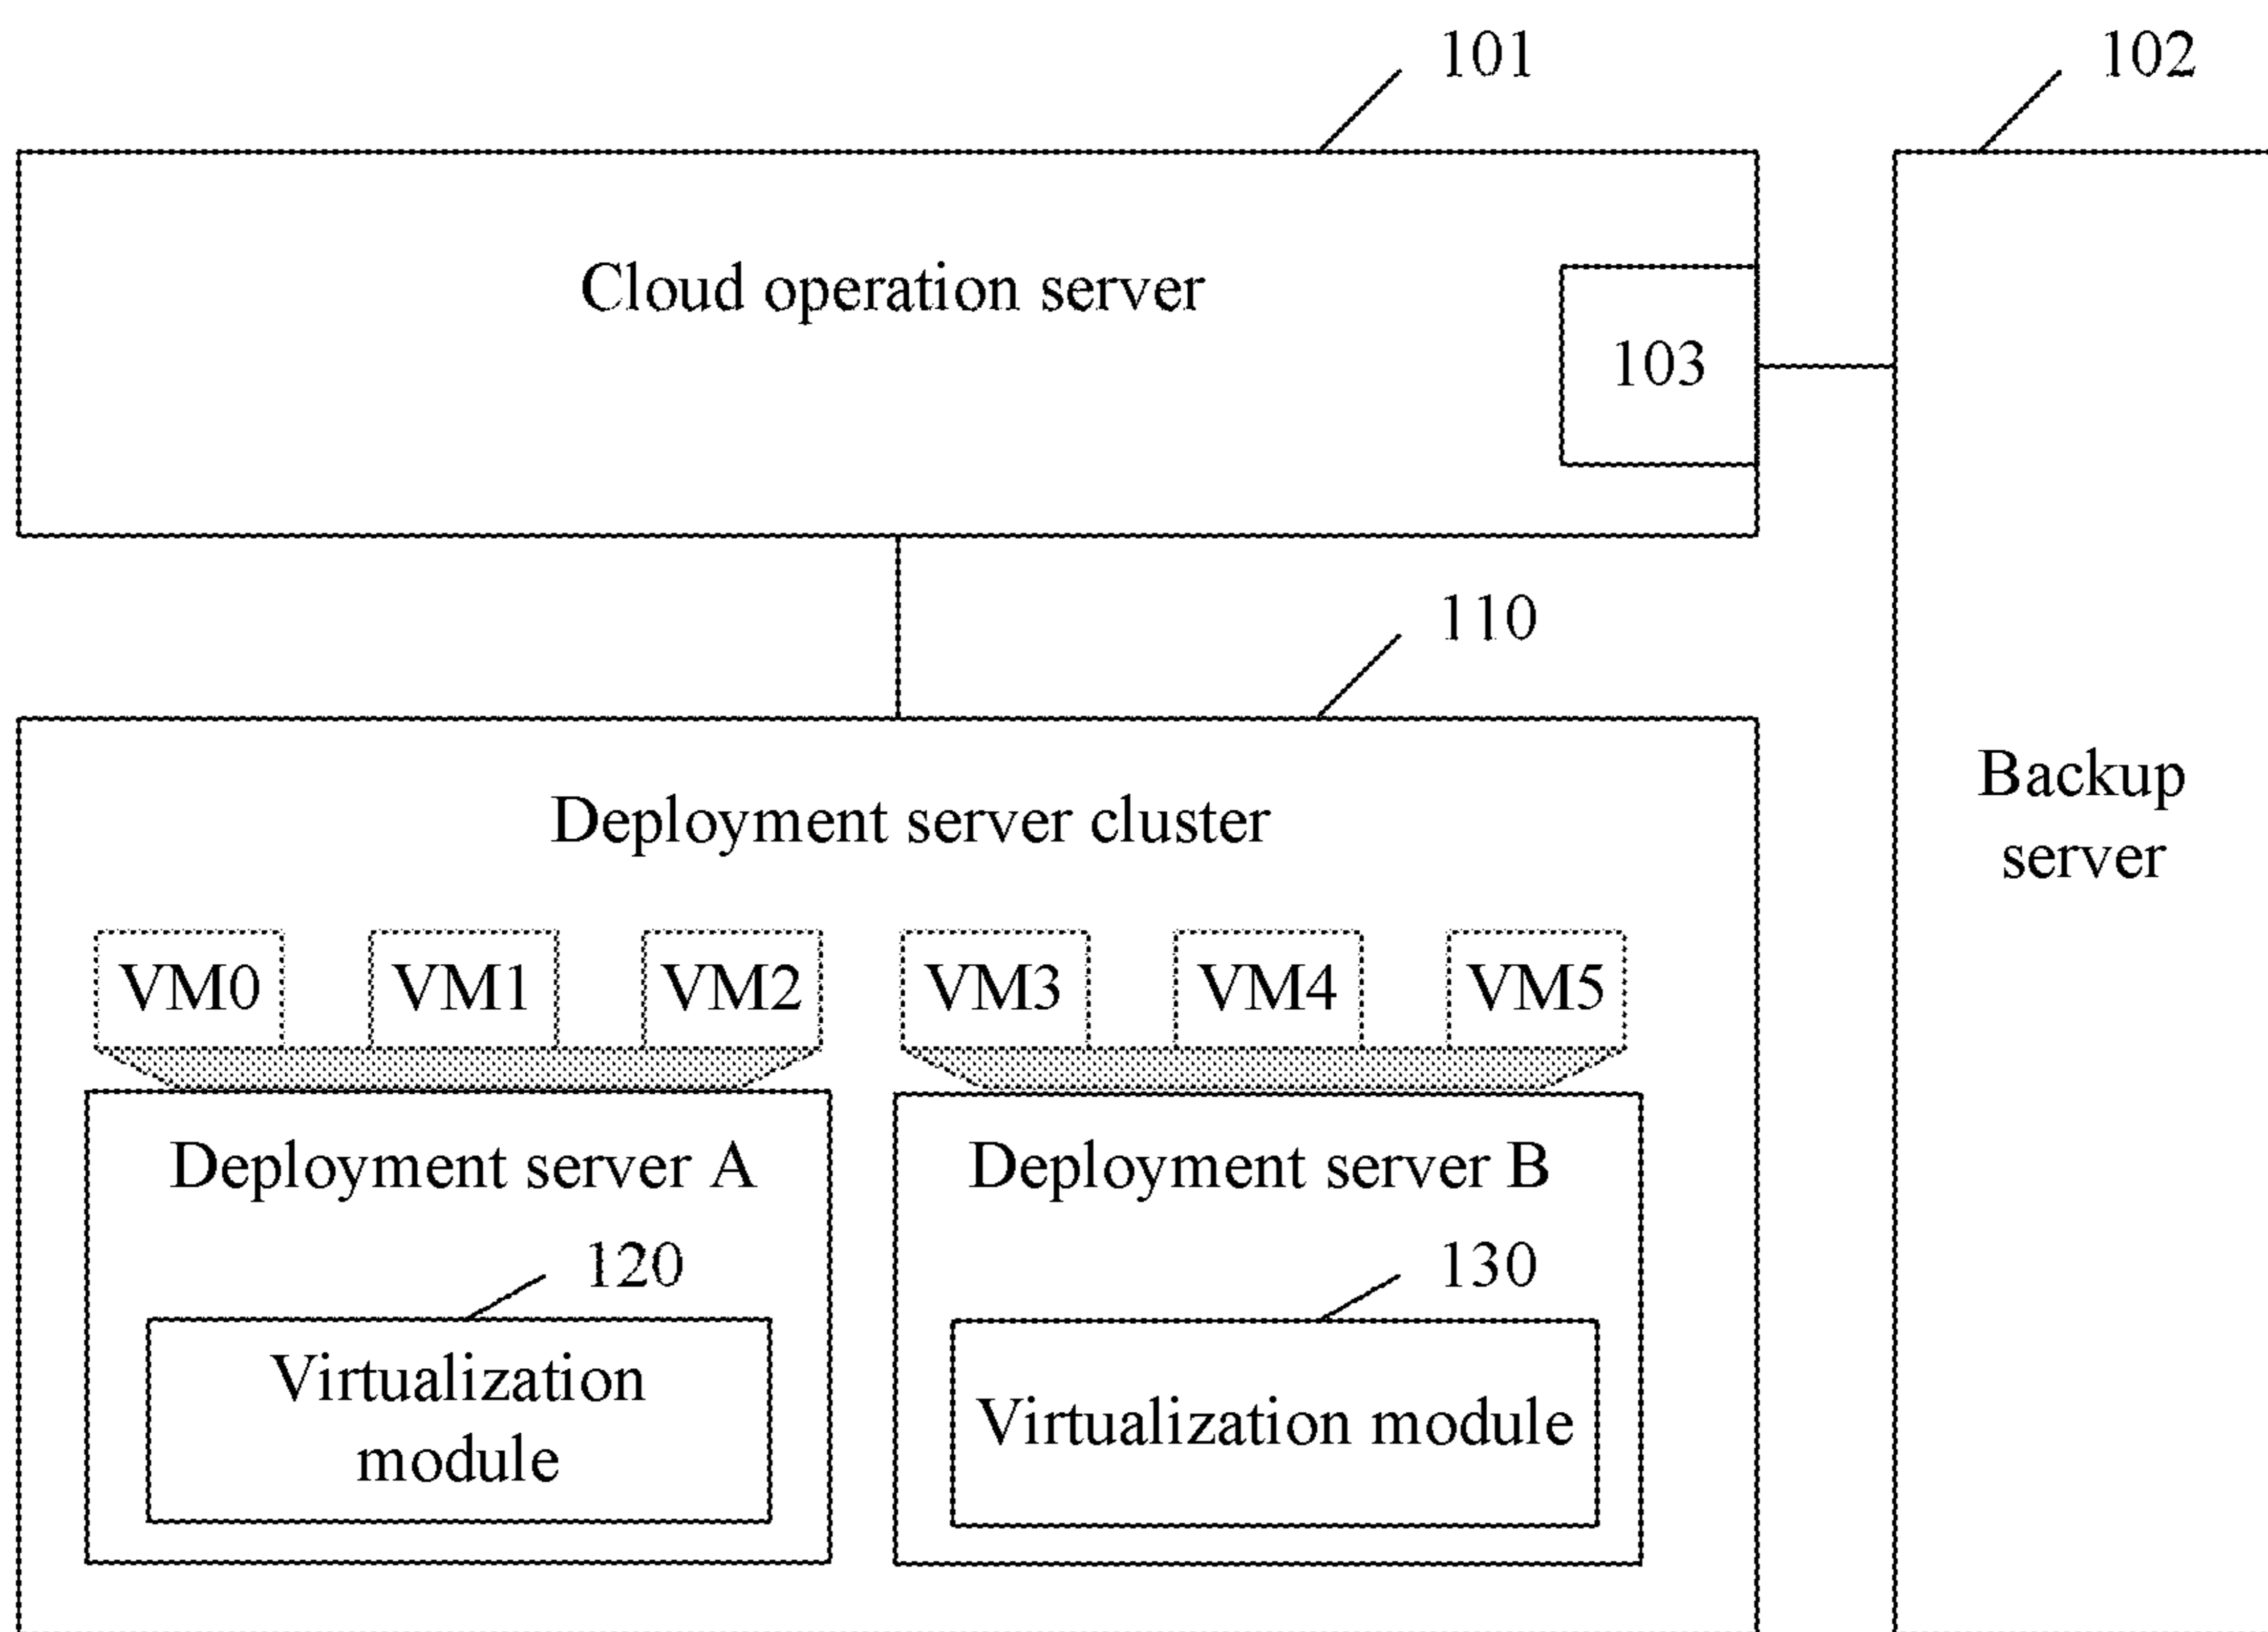 101
102
Cloud operation server
103
110
Deployment server cluster
Backup
server
VM0 VM1 VM2 VM3 VM4 VM5
Deployment server A
Deployment server B
120
130
Virtualization
module
Virtualization module